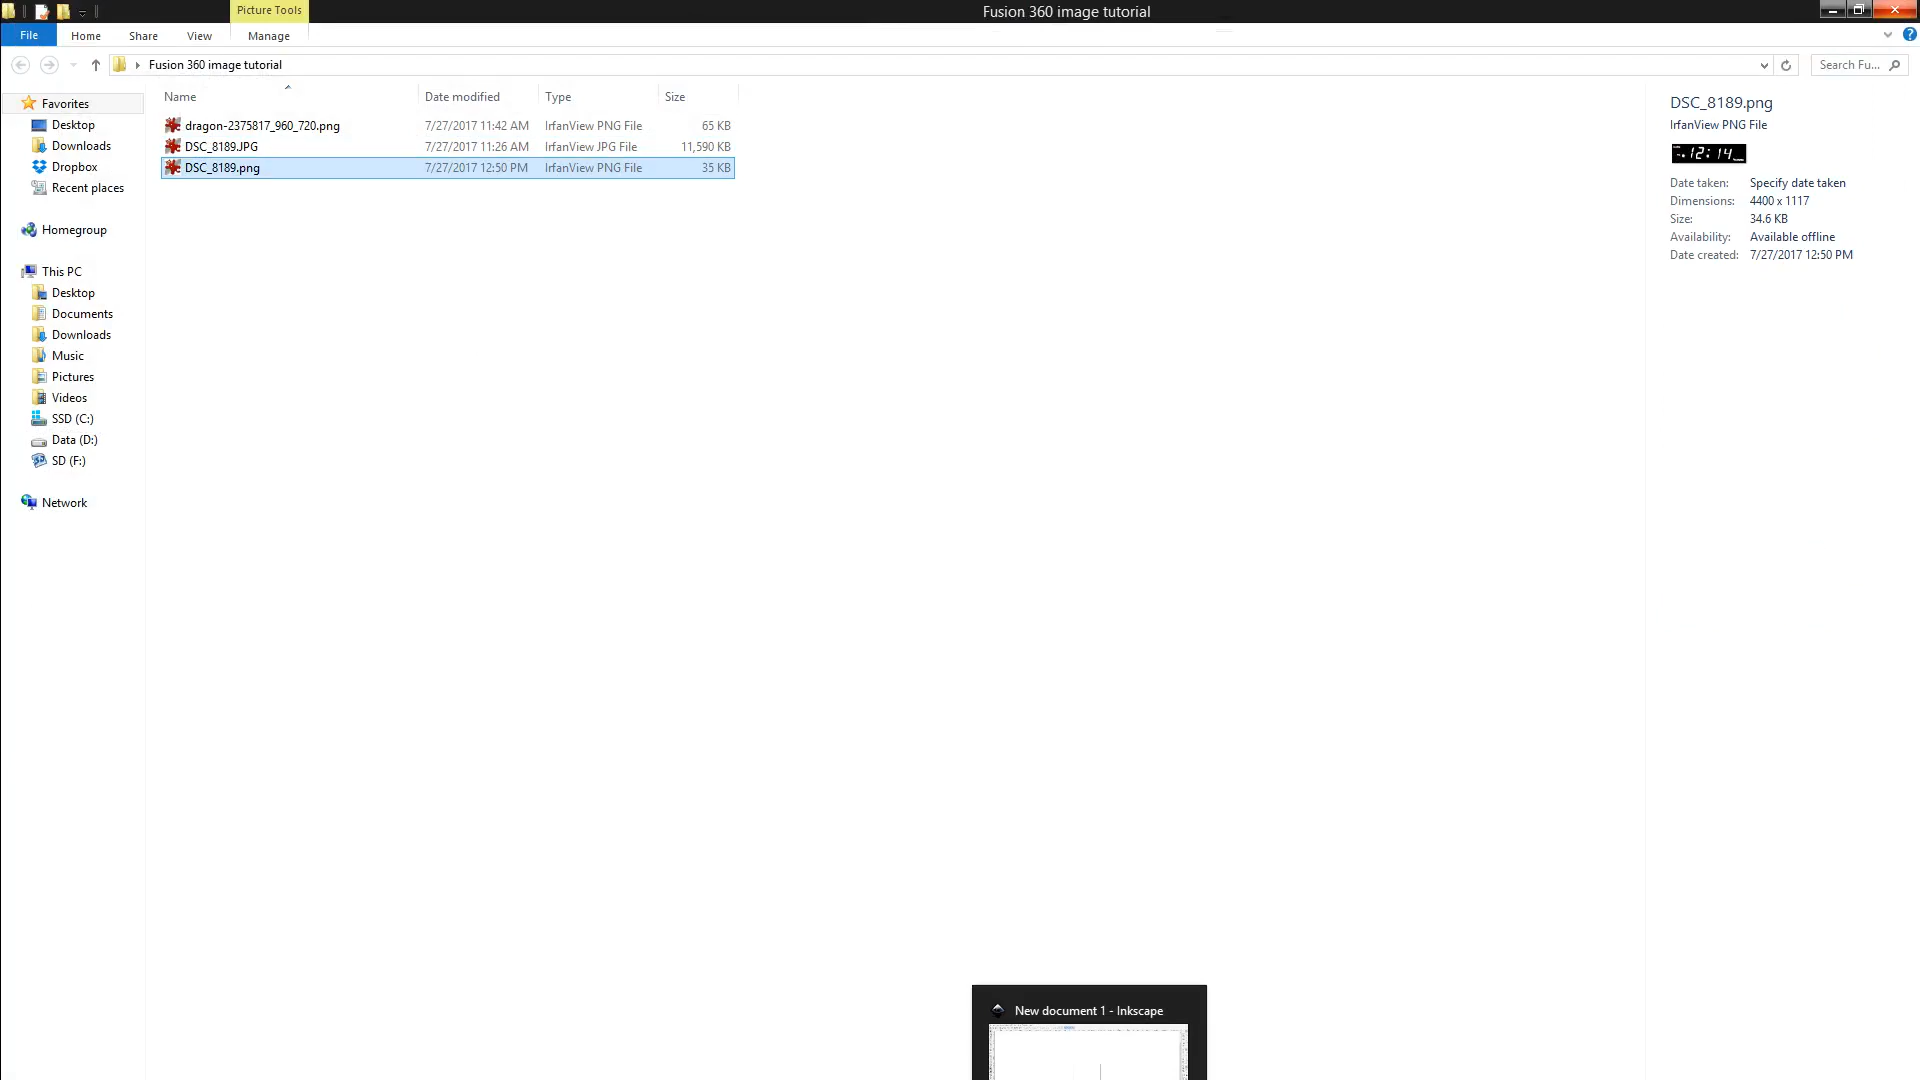 Picture Tools
Fusion 360 image tutorial
File
Home
Share
View
Manage
Fusion 360 image tutorial
Search Fu...
Name
Date modified
Type
Size
dragon-2375817_960_720.png 7/27/2017 11:42 AM IrfanView PNG File 65 KB
DSC_8189.JPG 7/27/2017 11:26 AM IrfanView JPG File 11,590 KB
DSC_8189.png 7/27/2017 12:50 PM IrfanView PNG File 35 KB
Favorites
Desktop
Downloads
Dropbox
Recent places
Homegroup
This PC
Desktop
Documents
Downloads
Music
Pictures
Videos
SSD (C:)
Data (D:)
SD (F:)
Network
DSC_8189.png
IrfanView PNG File
12:14
Date taken: Specify date taken
Dimensions: 4400 x 1117
Size: 34.6 KB
Availability: Available offline
Date created: 7/27/2017 12:50 PM
New document 1 - Inkscape